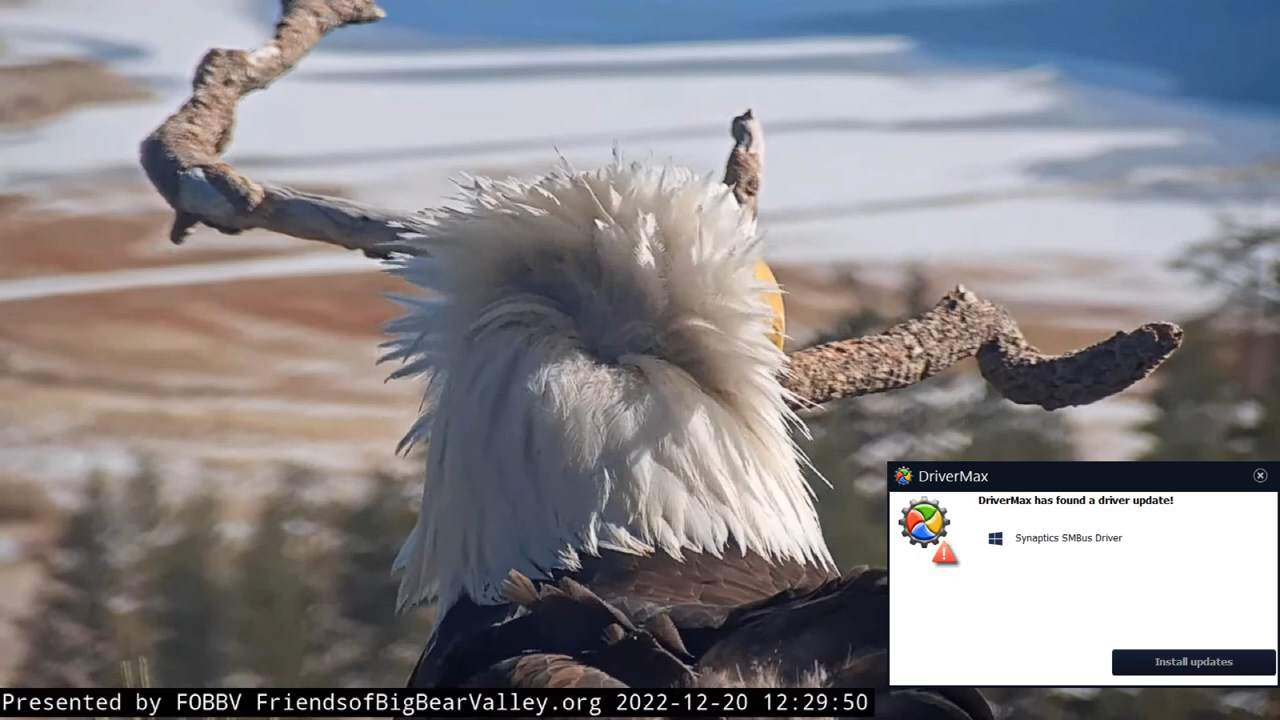 DriverMax
DriverMax has found a driver update!
Synaptics SMBus Driver
Install updates
Presented by FOBBV FriendsofBigBearValley.org 2022-12-20 12:29:50